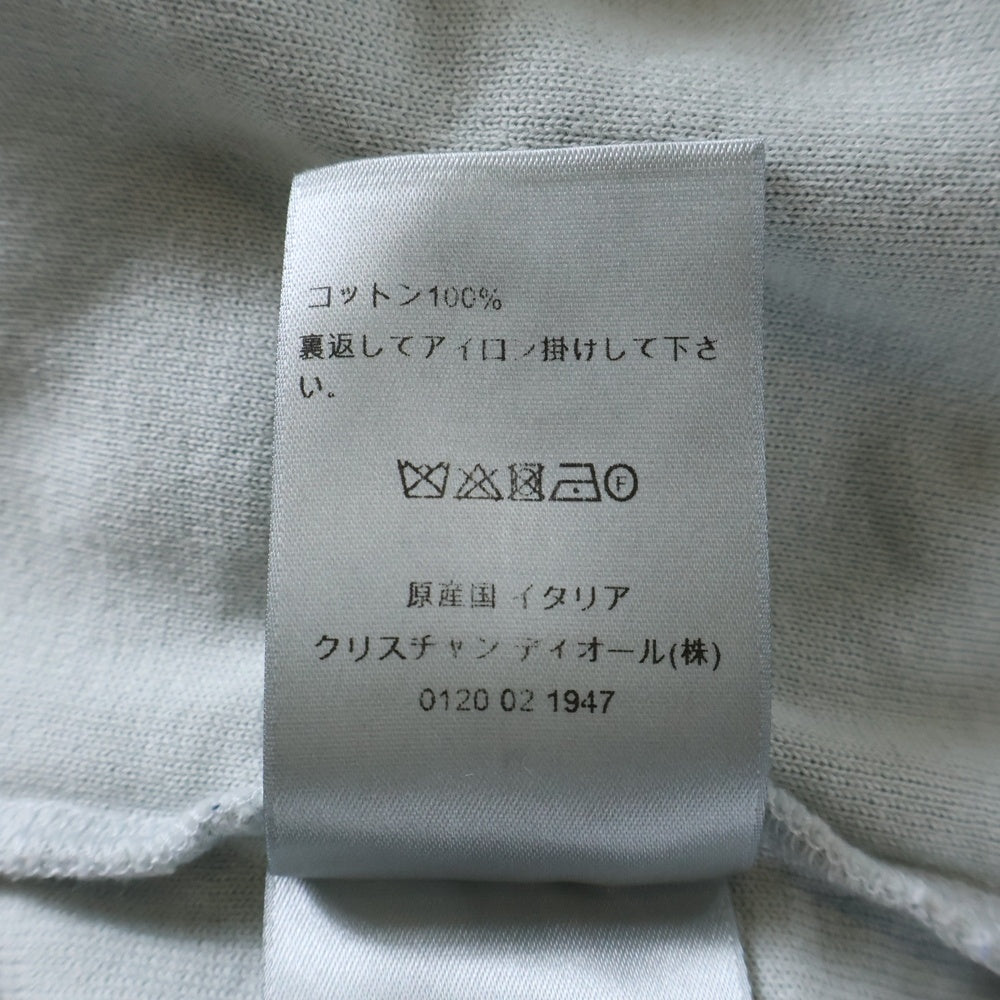 コットン100%
裏返してアイロン掛けして下さ
い。
F
原産国 イタリア
クリスチャン ディオール(株)
0120 02 1947